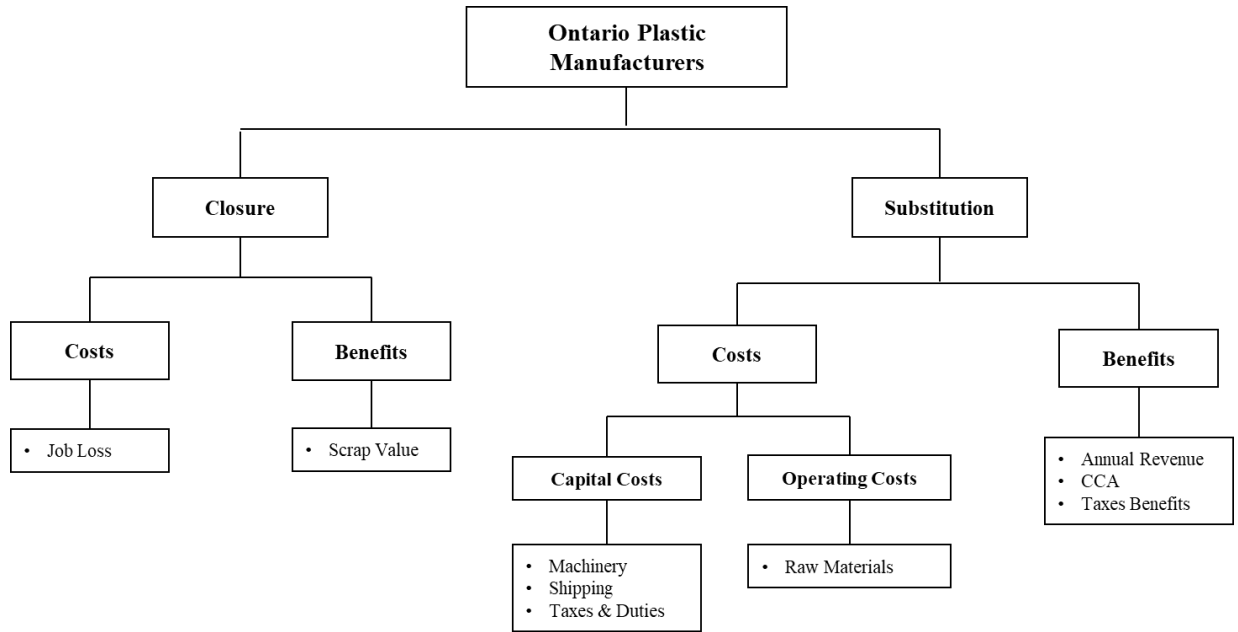 Ontario Plastic
Manufacturers
Closure
Substitution
Costs
Benefits
Costs
Benefits
• Job Loss
• Scrap Value
Capital Costs
Operating Costs
• Annual Revenue
• CCA
• Taxes Benefits
• Machinery
• Shipping
• Taxes & Duties
• Raw Materials